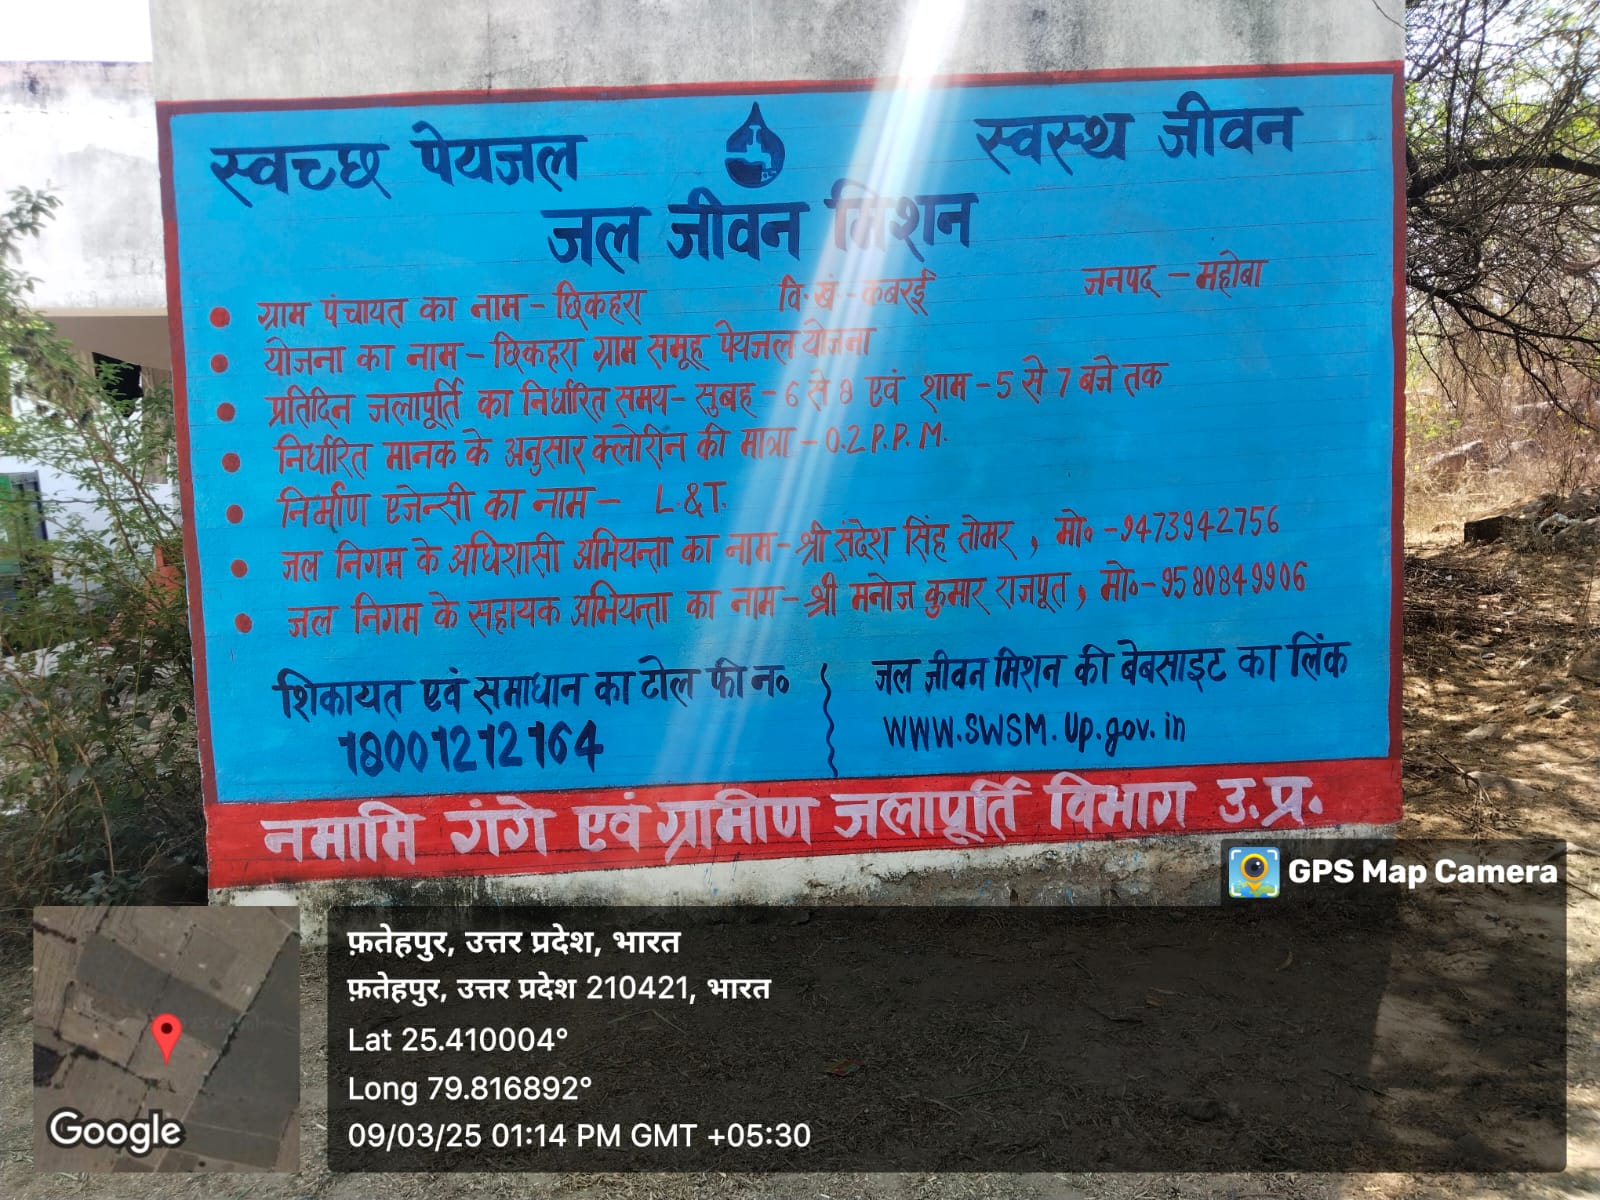 स्वच्छ पेयजल स्वस्थ जीवन
जल जीवन मिशन
• ग्राम पंचायत का नाम - छिकहरा वि.खं - कबरई जनपद - महोबा
• योजना का नाम - छिकहरा ग्राम समूह पेयजल योजना
• प्रतिदिन जलापूर्ति का निर्धारित समय - सुबह - 6 से 8 एवं शाम - 5 से 7 बजे तक
• निर्धारित मानक के अनुसार क्लोरीन की मात्रा - 0.2 P.P.M.
• निर्माण एजेन्सी का नाम - L.&T.
• जल निगम के अधिशासी अभियन्ता का नाम - श्री संदेश सिंह तोमर, मो० - 9473942756
• जल निगम के सहायक अभियन्ता का नाम - श्री मनोज कुमार राजपूत, मो० - 9580849906
शिकायत एवं समाधान का टोल फ्री न०
18001212164
जल जीवन मिशन की बेबसाइट का लिंक
www.SWSM.Up.gov.in
नमामि गंगे एवं ग्रामीण जलापूर्ति विभाग उ.प्र.
GPS Map Camera
फ़तेहपुर, उत्तर प्रदेश, भारत
फ़तेहपुर, उत्तर प्रदेश 210421, भारत
Lat 25.410004°
Long 79.816892°
09/03/25 01:14 PM GMT +05:30
Google